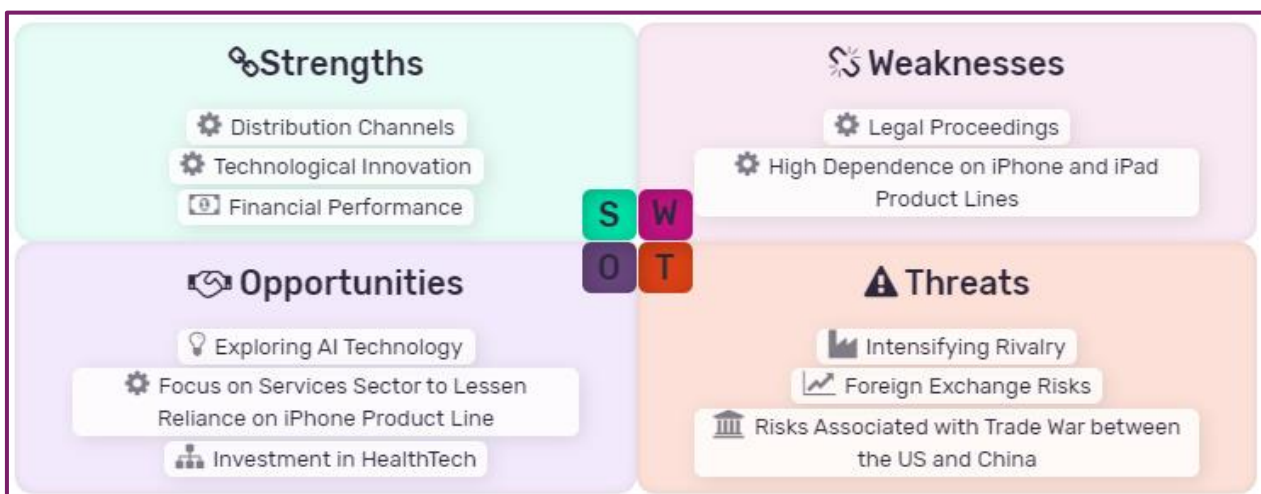 Strengths
Distribution Channels
Technological Innovation
Financial Performance
Weaknesses
Legal Proceedings
High Dependence on iPhone and iPad
Product Lines
S W
O T
Opportunities
Exploring AI Technology
Focus on Services Sector to Lessen
Reliance on iPhone Product Line
Investment in HealthTech
Threats
Intensifying Rivalry
Foreign Exchange Risks
Risks Associated with Trade War between
the US and China